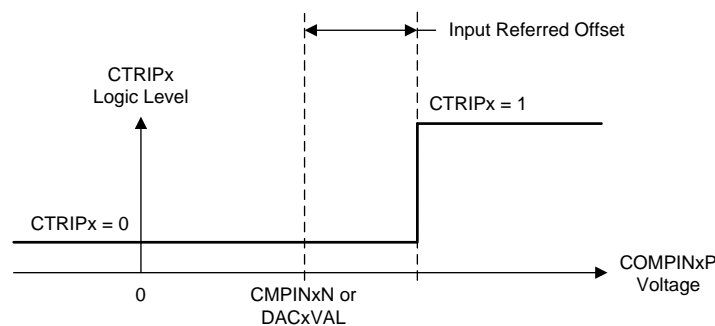 Input Referred Offset
CTRIPx
Logic Level
CTRIPx = 1
CTRIPx = 0
COMPINxP
Voltage
0
CMPINxN or
DACxVAL